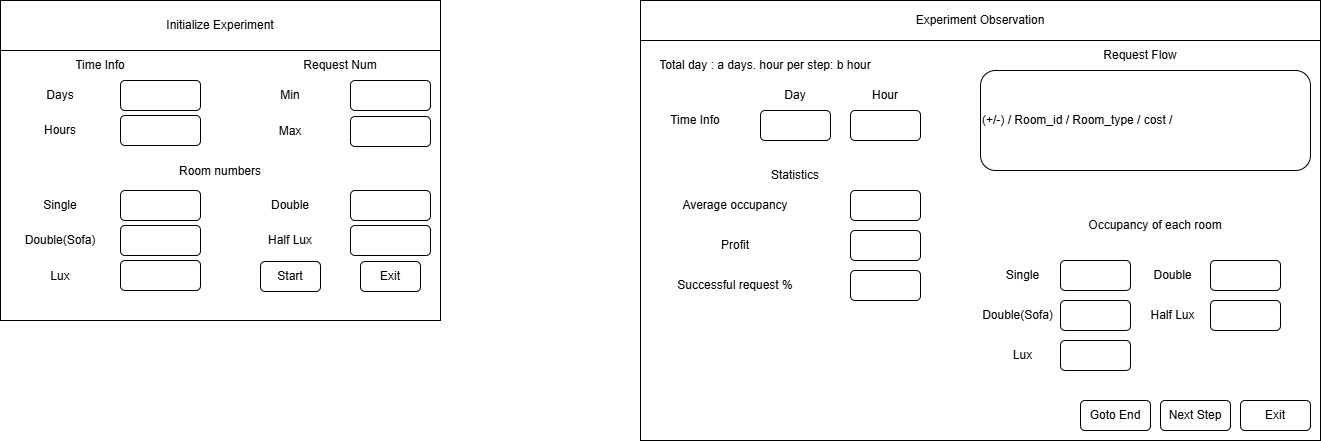 Initialize Experiment
Time Info
Request Num
Days
Min
Hours
Max
Room numbers
Single
Double
Double(Sofa)
Half Lux
Lux
Start
Exit
Experiment Observation
Total day : a days. hour per step: b hour
Request Flow
Day
Hour
Time Info
(+/-) / Room_id / Room_type / cost /
Statistics
Average occupancy
Profit
Successful request %
Occupancy of each room
Single
Double
Double(Sofa)
Half Lux
Lux
Goto End
Next Step
Exit